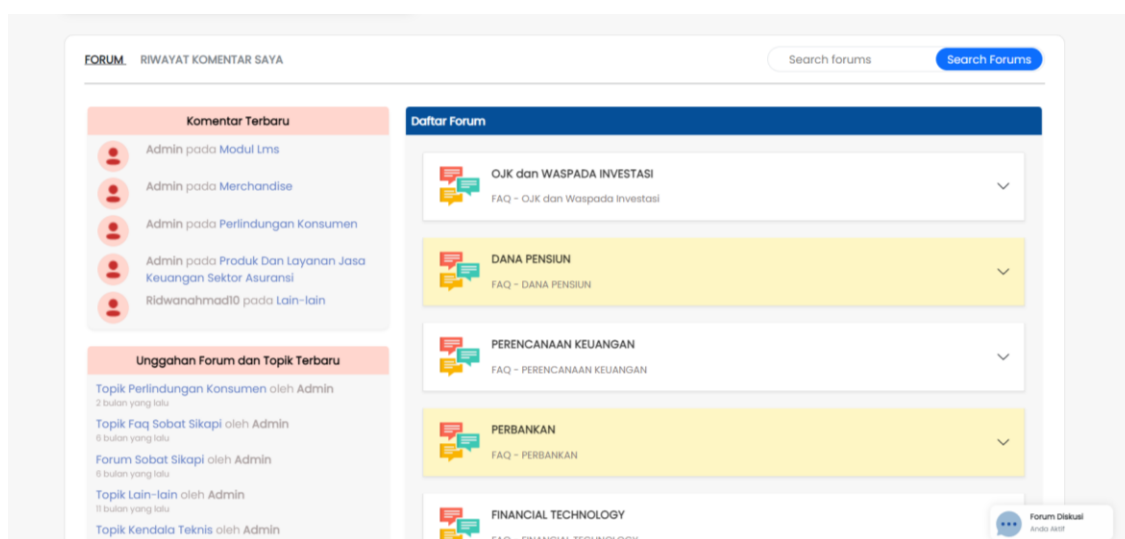 FORUM RIWAYAT KOMENTAR SAYA
Search forums Search Forums
Komentar Terbaru
Admin pada Modul Lms
Admin pada Merchandise
Admin pada Perlindungan Konsumen
Admin pada Produk Dan Layanan Jasa
Keuangan Sektor Asuransi
Ridwanahmad10 pada Lain-lain
Unggahan Forum dan Topik Terbaru
Topik Perlindungan Konsumen oleh Admin
2 bulan yang lalu
Topik Faq Sobat Sikapi oleh Admin
6 bulan yang lalu
Forum Sobat Sikapi oleh Admin
6 bulan yang lalu
Topik Lain-lain oleh Admin
11 bulan yang lalu
Topik Kendala Teknis oleh Admin
Daftar Forum
OJK dan WASPADA INVESTASI
FAQ - OJK dan Waspada Investasi
DANA PENSIUN
FAQ - DANA PENSIUN
PERENCANAAN KEUANGAN
FAQ - PERENCANAAN KEUANGAN
PERBANKAN
FAQ - PERBANKAN
FINANCIAL TECHNOLOGY
FAQ - FINANCIAL TECHNOLOGY
Forum Diskusi
Anda Aktif